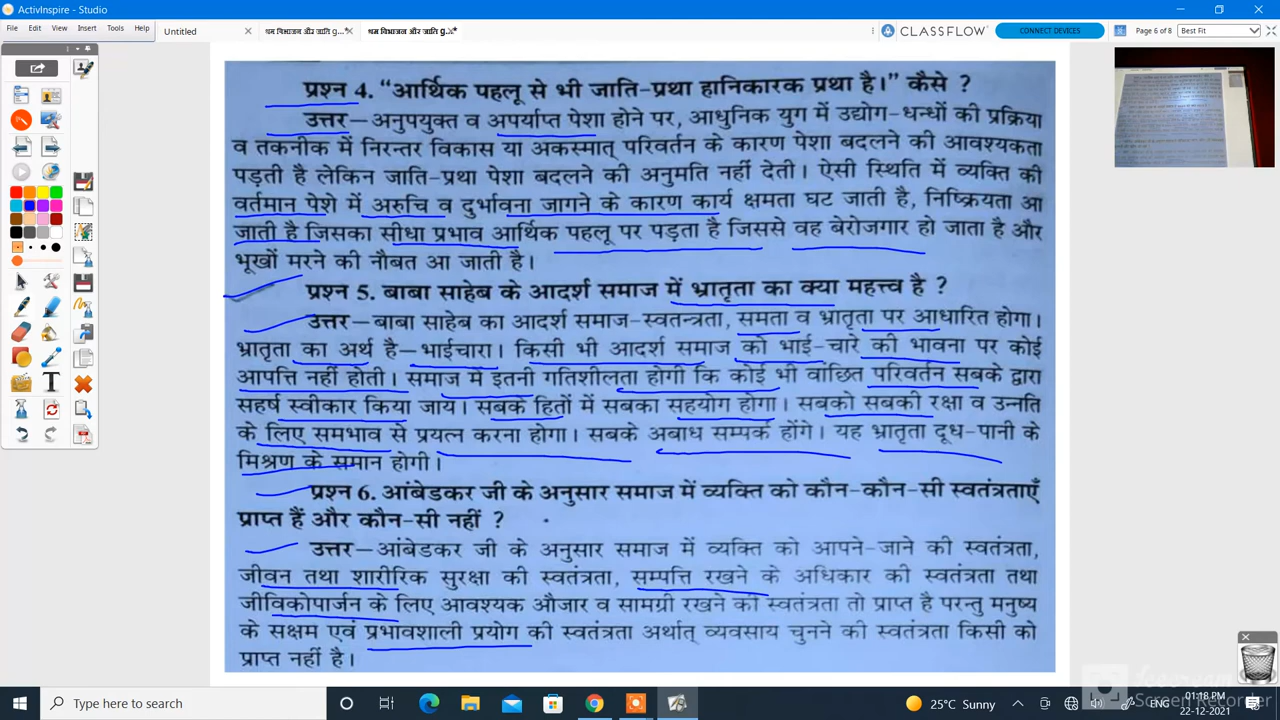 ActivInspire - Studio
File Edit View Insert Tools Help
Untitled
श्रम विभाजन और जाति g...
श्रम विभाजन और जाति g...
CLASSFLOW
CONNECT DEVICES
Page 6 of 8
Best Fit
प्रश्न 4. “आर्थिक पहलू से भी जाति-प्रथा हानिकारक प्रथा है।” कैसे ?
उत्तर–अनुपयुक्त व अपर्याप्त पेशा होने पर, आधुनिक युग में उद्योग-धन्धों की प्रक्रिया
व तकनीक में निरन्तर विकास या अकस्मात् परिवर्तन के कारण पेशा बदलने की आवश्यकता
पड़ती है लेकिन जाति-प्रथा पेशा बदलने की अनुमति नहीं देती। ऐसी स्थिति में व्यक्ति की
वर्तमान पेशे में अरुचि व दुर्भावना जागने के कारण कार्य क्षमता घट जाती है, निष्क्रियता आ
जाती है जिसका सीधा प्रभाव आर्थिक पहलू पर पड़ता है जिससे वह बेरोजगार हो जाता है और
भूखों मरने की नौबत आ जाती है।
प्रश्न 5. बाबा साहेब के आदर्श समाज में भ्रातृता का क्या महत्त्व है ?
उत्तर–बाबा साहेब का आदर्श समाज-स्वतन्त्रता, समता व भ्रातृता पर आधारित होगा।
भ्रातृता का अर्थ है–भाईचारा। किसी भी आदर्श समाज को भाई-चारे की भावना पर कोई
आपत्ति नहीं होती। समाज में इतनी गतिशीलता होगी कि कोई भी वांछित परिवर्तन सबके द्वारा
सहर्ष स्वीकार किया जाय। सबके हितों में सबका सहयोग होगा। सबको सबकी रक्षा व उन्नति
के लिए समभाव से प्रयत्न करना होगा। सबके अबाध सम्पर्क होंगे। यह भ्रातृता दूध-पानी के
मिश्रण के समान होगी।
प्रश्न 6. आंबेडकर जी के अनुसार समाज में व्यक्ति को कौन-कौन-सी स्वतंत्रताएँ
प्राप्त हैं और कौन-सी नहीं ?
उत्तर–आंबेडकर जी के अनुसार समाज में व्यक्ति को आपने-जाने की स्वतंत्रता,
जीवन तथा शारीरिक सुरक्षा की स्वतंत्रता, सम्पत्ति रखने के अधिकार की स्वतंत्रता तथा
जीविकोपार्जन के लिए आवश्यक औजार व सामग्री रखने की स्वतंत्रता तो प्राप्त है परन्तु मनुष्य
के सक्षम एवं प्रभावशाली प्रयोग की स्वतंत्रता अर्थात् व्यवसाय चुनने की स्वतंत्रता किसी को
प्राप्त नहीं है।
Icecream
Screen Recorder
Type here to search
25°C Sunny
ENG
01:18 PM
22-12-2021